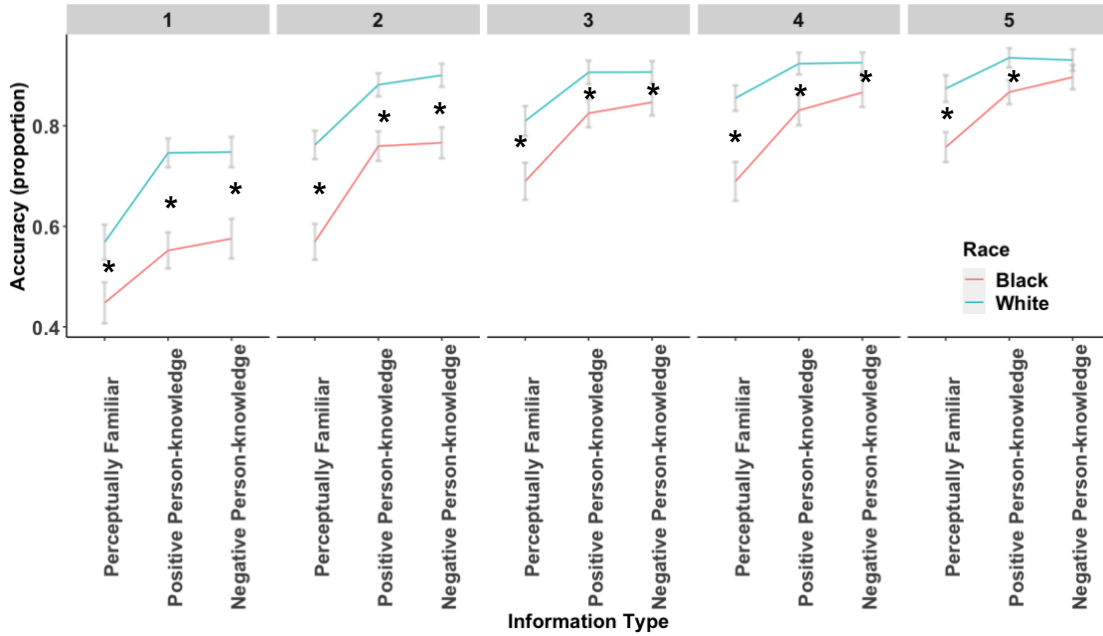 1 2 3 4 5
Accuracy (proportion)
0.8
0.6
0.4
*
*
*
*
*
*
*
*
*
*
*
*
*
*
Race
Black
White
Perceptually Familiar
Positive Person-knowledge
Negative Person-knowledge
Perceptually Familiar
Positive Person-knowledge
Negative Person-knowledge
Perceptually Familiar
Positive Person-knowledge
Negative Person-knowledge
Perceptually Familiar
Positive Person-knowledge
Negative Person-knowledge
Perceptually Familiar
Positive Person-knowledge
Negative Person-knowledge
Information Type